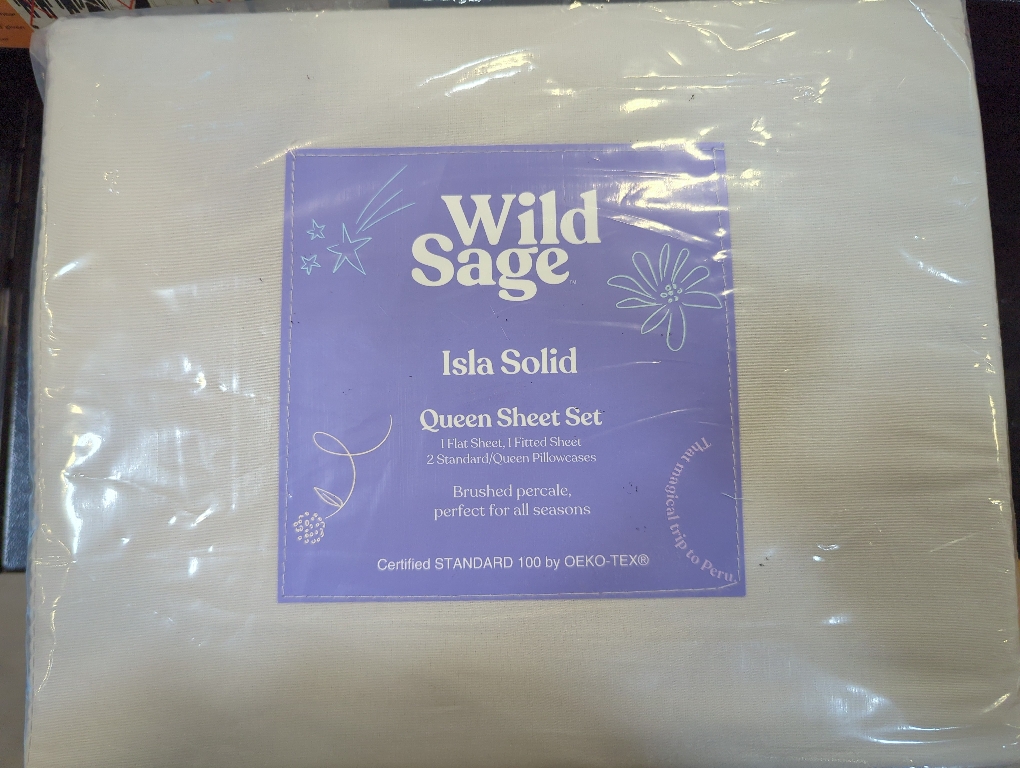 Wild
Sage
Isla Solid
Queen Sheet Set
1 Flat Sheet, 1 Fitted Sheet
2 Standard/Queen Pillowcases
Brushed percale,
perfect for all seasons
That magical trip to Peru.
Certified STANDARD 100 by OEKO-TEX®